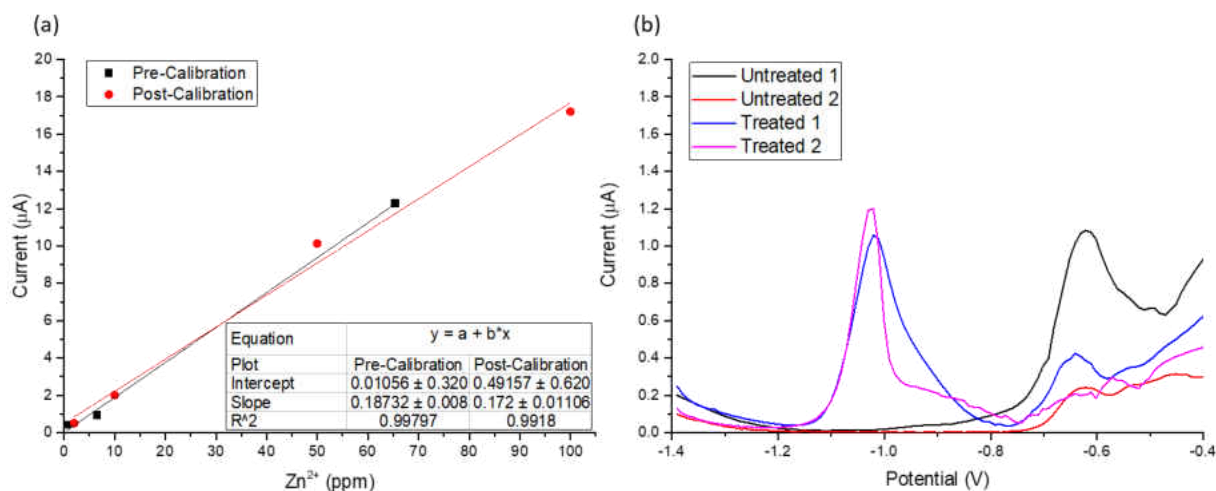 (a)
20
18
16
14
12
10
8
6
4
2
0
Current (μA)
Pre-Calibration
Post-Calibration
Equation y = a + b*x
Plot Pre-Calibration Post-Calibration
Intercept 0.01056 ± 0.320 0.49157 ± 0.620
Slope 0.18732 ± 0.008 0.172 ± 0.01106
R^2 0.99797 0.9918
0 10 20 30 40 50 60 70 80 90 100
Zn²⁺ (ppm)
(b)
2.0
1.8
1.6
1.4
1.2
1.0
0.8
0.6
0.4
0.2
0.0
Current (μA)
Untreated 1
Untreated 2
Treated 1
Treated 2
-1.4 -1.2 -1.0 -0.8 -0.6 -0.4
Potential (V)